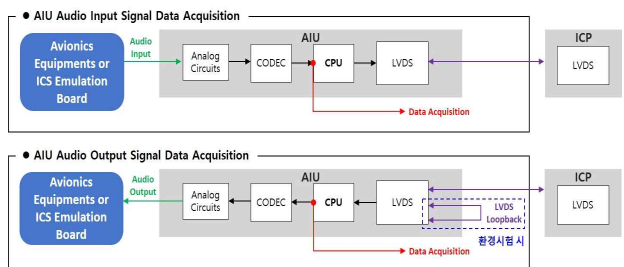 ● AIU Audio Input Signal Data Acquisition
AIU
ICP
Avionics
Equipments or
ICS Emulation
Board
Audio
Input
Analog
Circuits
CODEC
CPU
LVDS
LVDS
Data Acquisition
● AIU Audio Output Signal Data Acquisition
AIU
ICP
Avionics
Equipments or
ICS Emulation
Board
Audio
Output
Analog
Circuits
CODEC
CPU
LVDS
LVDS
LVDS
Loopback
환경시험 시
Data Acquisition